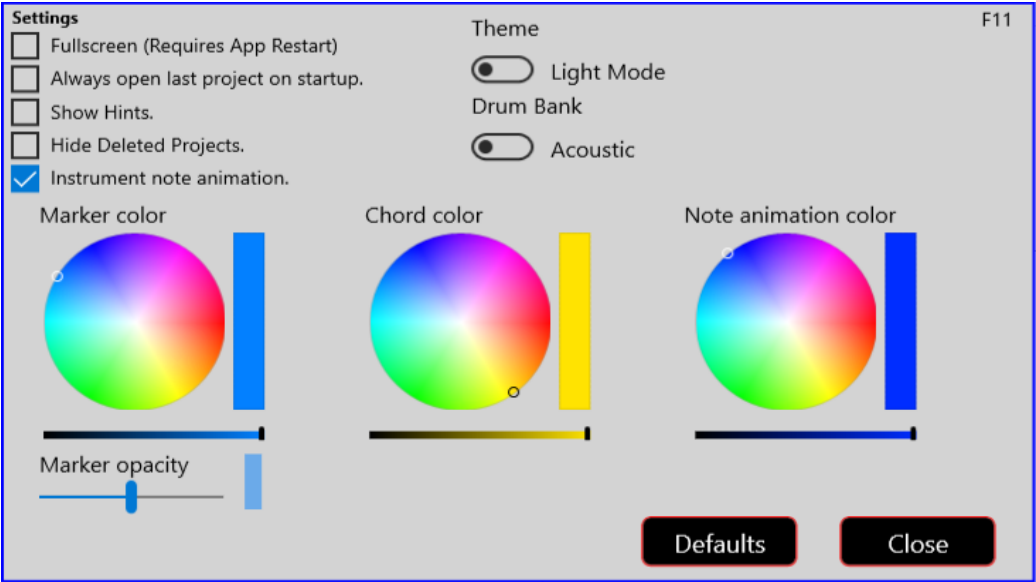 Settings
F11
Fullscreen (Requires App Restart)
Always open last project on startup.
Show Hints.
Hide Deleted Projects.
Instrument note animation.
Theme
Light Mode
Drum Bank
Acoustic
Marker color
Chord color
Note animation color
Marker opacity
Defaults
Close